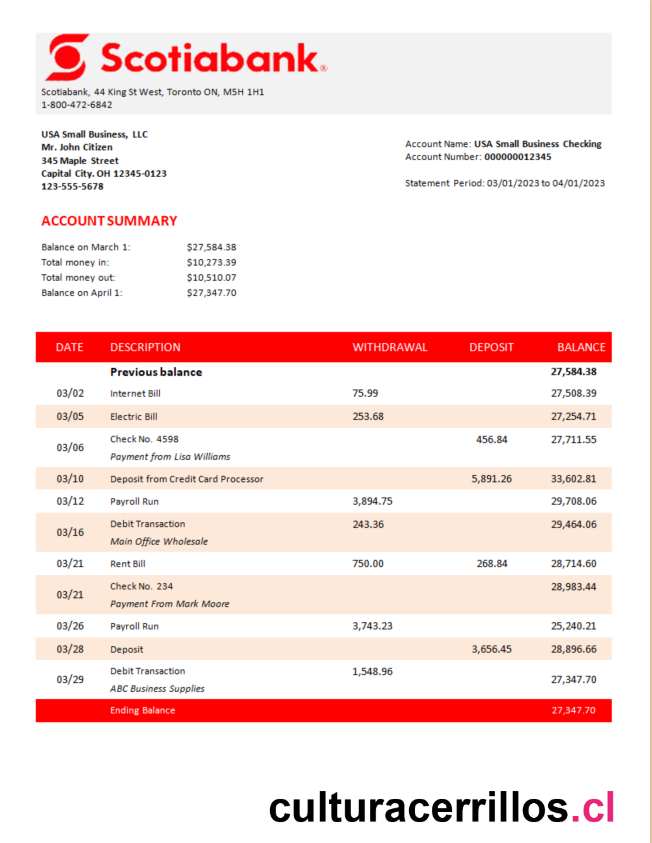 Scotiabank®
Scotiabank, 44 King St West, Toronto ON, M5H 1H1
1-800-472-6842
USA Small Business, LLC
Mr. John Citizen
345 Maple Street
Capital City. OH 12345-0123
123-555-5678
Account Name: USA Small Business Checking
Account Number: 000000012345
Statement Period: 03/01/2023 to 04/01/2023
ACCOUNT SUMMARY
Balance on March 1: $27,584.38
Total money in: $10,273.39
Total money out: $10,510.07
Balance on April 1: $27,347.70
DATE DESCRIPTION WITHDRAWAL DEPOSIT BALANCE
Previous balance 27,584.38
03/02 Internet Bill 75.99 27,508.39
03/05 Electric Bill 253.68 27,254.71
03/06 Check No. 4598 456.84 27,711.55
Payment from Lisa Williams
03/10 Deposit from Credit Card Processor 5,891.26 33,602.81
03/12 Payroll Run 3,894.75 29,708.06
03/16 Debit Transaction 243.36 29,464.06
Main Office Wholesale
03/21 Rent Bill 750.00 268.84 28,714.60
03/21 Check No. 234 28,983.44
Payment From Mark Moore
03/26 Payroll Run 3,743.23 25,240.21
03/28 Deposit 3,656.45 28,896.66
03/29 Debit Transaction 1,548.96 27,347.70
ABC Business Supplies
Ending Balance 27,347.70
culturacerrillos.cl